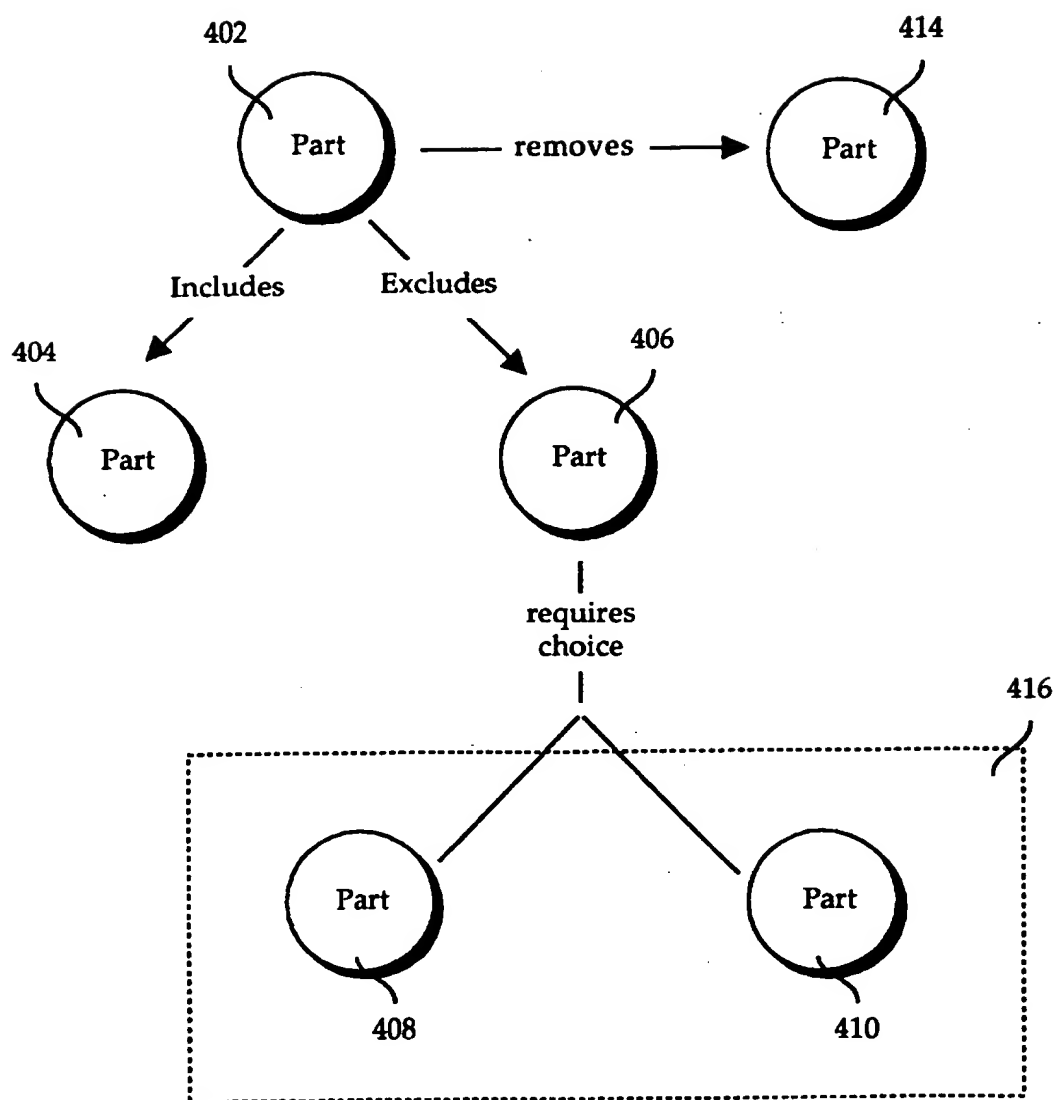 402
414
Part
removes
Part
Includes
Excludes
404
406
Part
Part
requires
choice
416
Part
Part
408
410